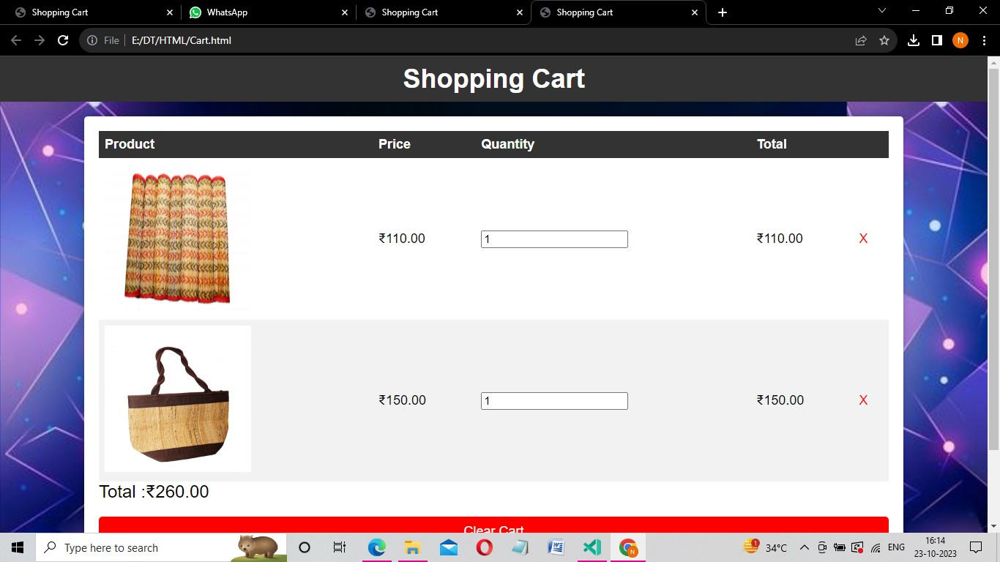 Shopping Cart
WhatsApp
Shopping Cart
Shopping Cart
File
E:/DT/HTML/Cart.html
N
Shopping Cart
Product Price Quantity Total
₹110.00 1 ₹110.00 X
₹150.00 1 ₹150.00 X
Total :₹260.00
Clear Cart
Type here to search
W
N
1
34°C
ENG
16:14
23-10-2023